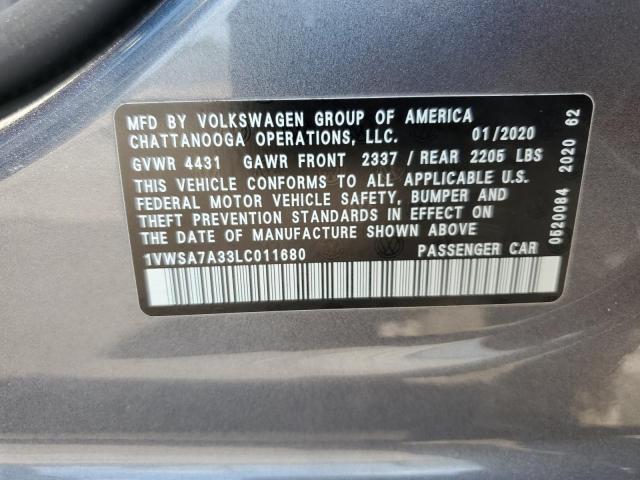 MFD BY VOLKSWAGEN GROUP OF AMERICA
CHATTANOOGA OPERATIONS, LLC. 01/2020
GVWR 4431 GAWR FRONT 2337 / REAR 2205 LBS
THIS VEHICLE CONFORMS TO ALL APPLICABLE U.S.
FEDERAL MOTOR VEHICLE SAFETY, BUMPER AND
THEFT PREVENTION STANDARDS IN EFFECT ON
DATE OF MANUFACTURE SHOWN ABOVE
1VWSA7A33LC011680 PASSENGER CAR
0520084 2020 62